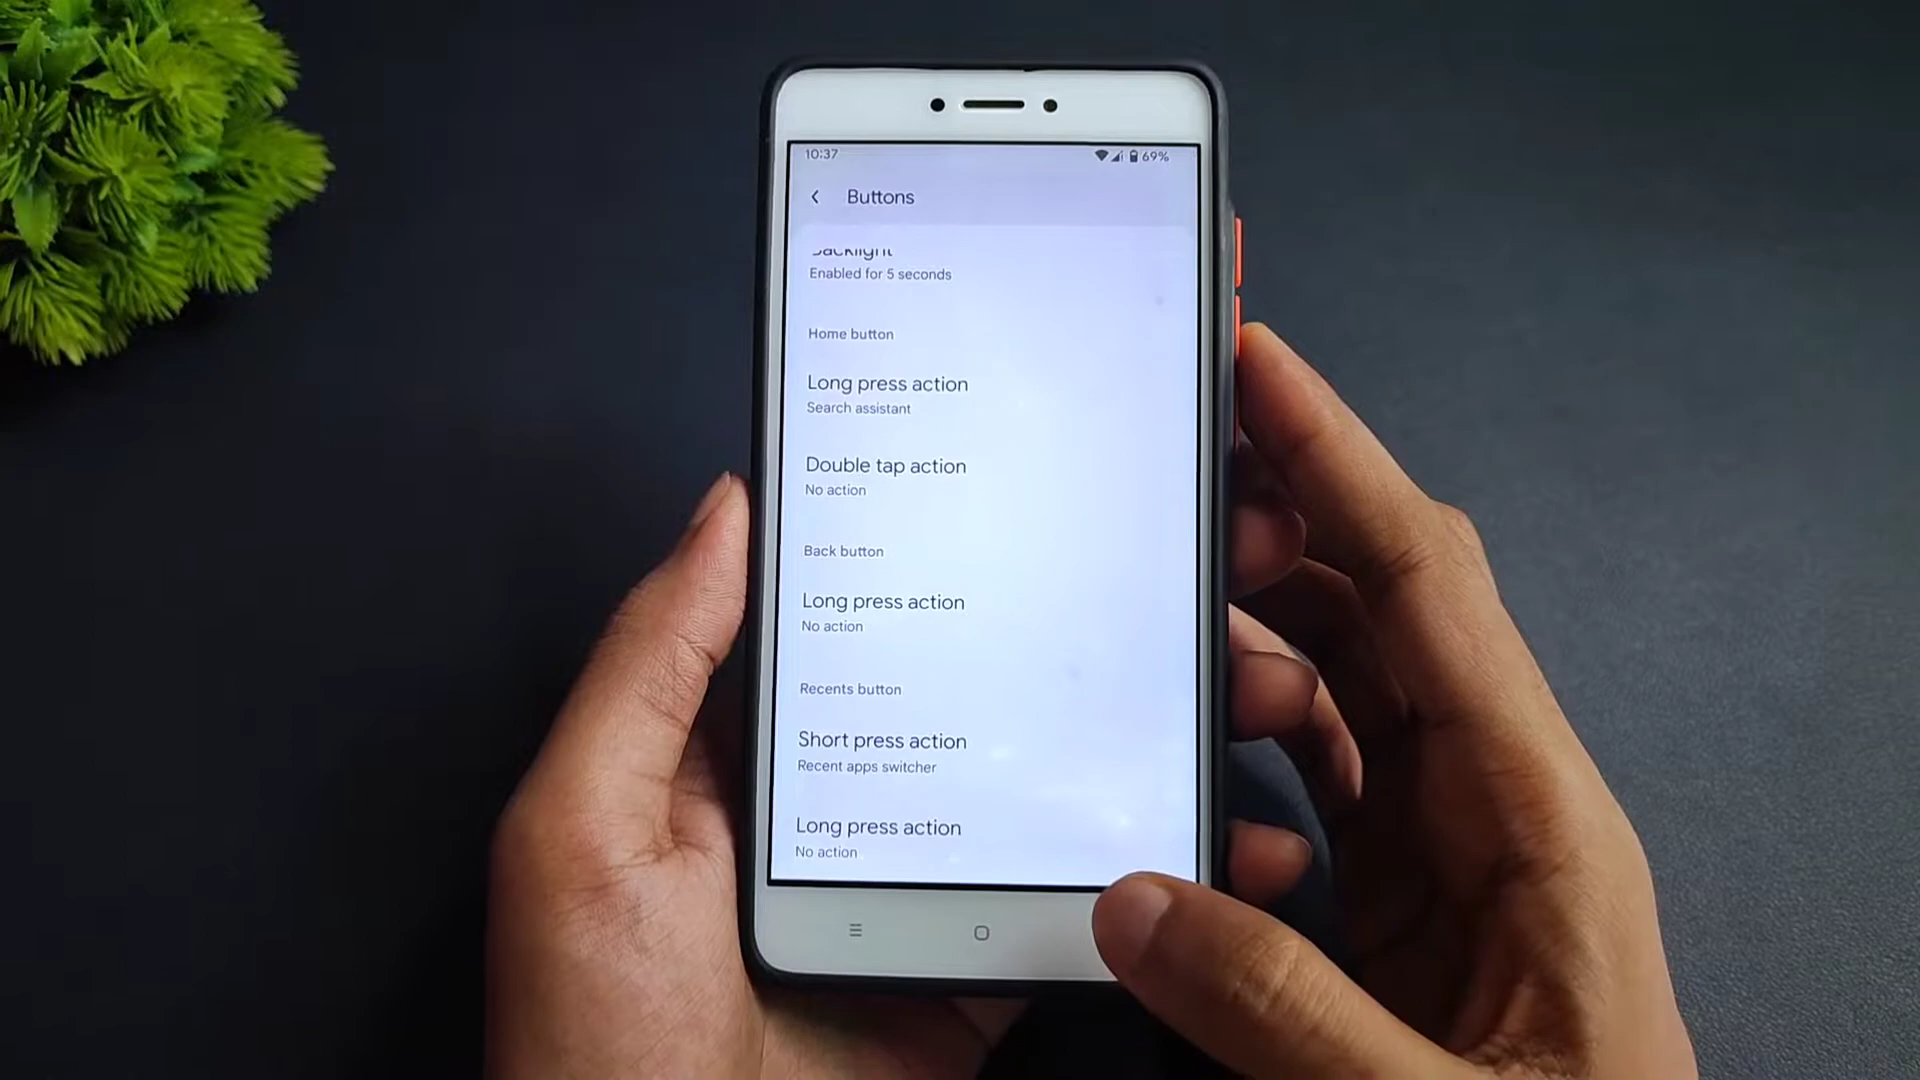 10:37
69%
Buttons
Backlight
Enabled for 5 seconds
Home button
Long press action
Search assistant
Double tap action
No action
Back button
Long press action
No action
Recents button
Short press action
Recent apps switcher
Long press action
No action